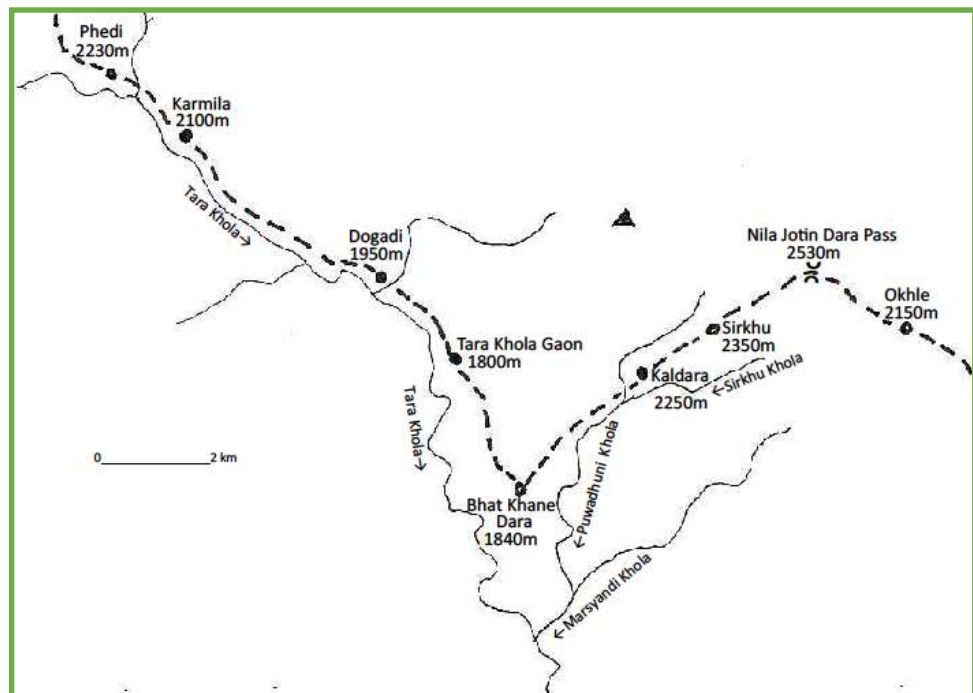 Phedi
2230m
Karmila
2100m
Tara Khola→
Dogadi
1950m
Nila Jotin Dara Pass
2530m
Okhle
2150m
Sirkhu
2350m
Tara Khola Gaon
1800m
Kaldara
2250m
←Sirkhu Khola
Tara Khola→
0
2 km
←Puwadhuni Khola
Bhat Khane
Dara
1840m
←Marsyandi Khola